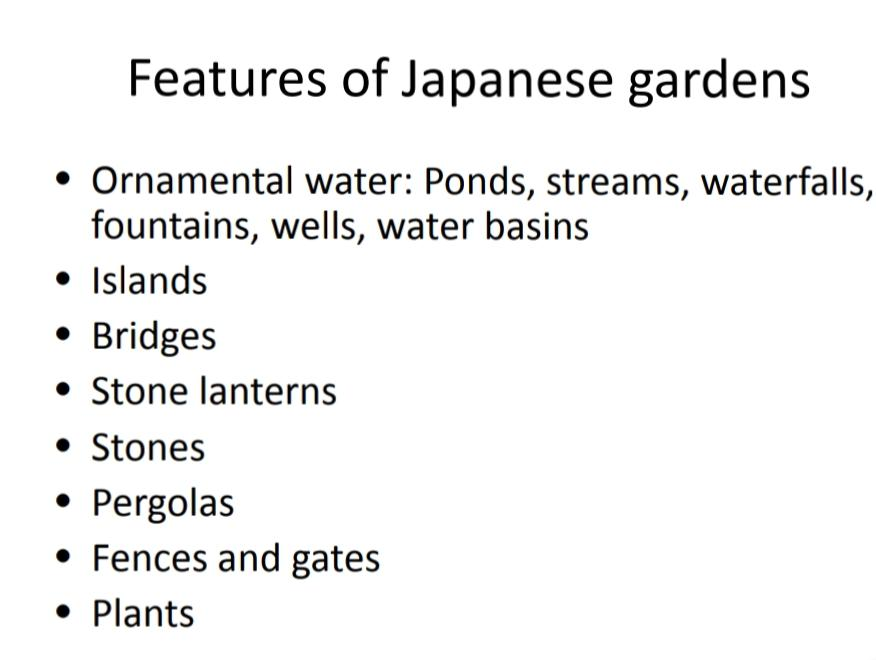 Features of Japanese gardens
• Ornamental water: Ponds, streams, waterfalls,
fountains, wells, water basins
• Islands
• Bridges
• Stone lanterns
• Stones
• Pergolas
• Fences and gates
• Plants